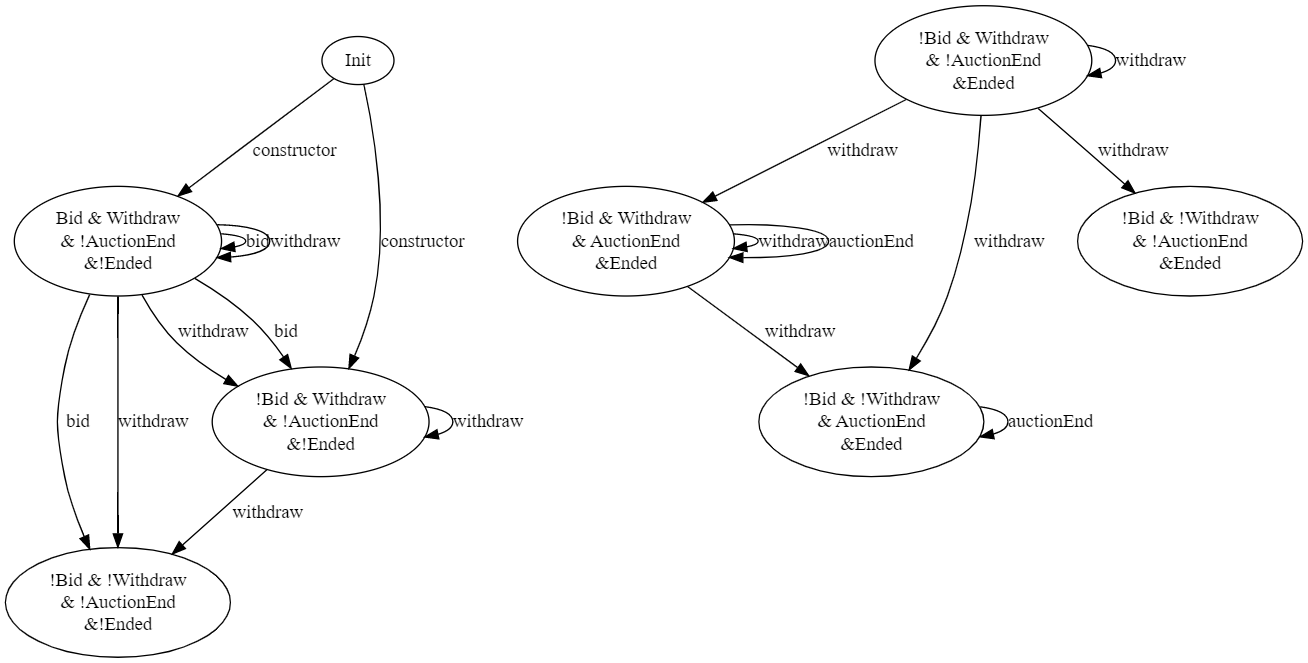 Init
!Bid & Withdraw
& !AuctionEnd
&Ended
withdraw
constructor
withdraw
withdraw
Bid & Withdraw
& !AuctionEnd
&!Ended
bid
withdraw
constructor
!Bid & Withdraw
& AuctionEnd
&Ended
withdraw
auctionEnd
withdraw
!Bid & !Withdraw
& !AuctionEnd
&Ended
withdraw
bid
withdraw
bid
withdraw
!Bid & Withdraw
& !AuctionEnd
&!Ended
withdraw
!Bid & !Withdraw
& AuctionEnd
&Ended
auctionEnd
withdraw
!Bid & !Withdraw
& !AuctionEnd
&!Ended